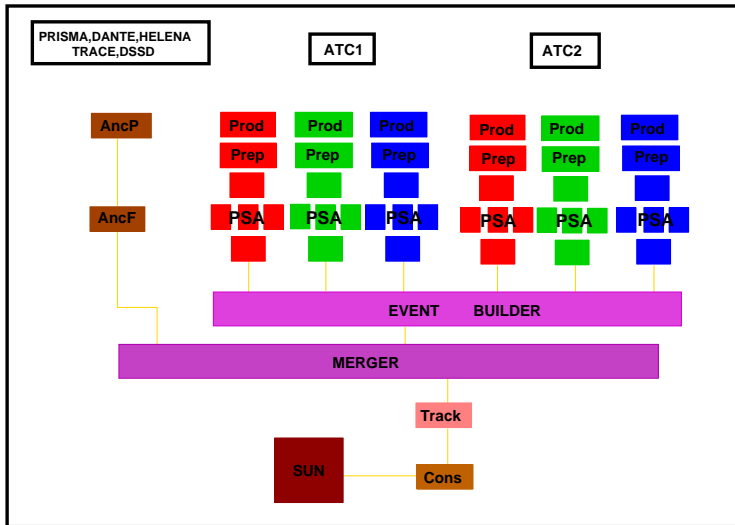 PRISMA,DANTE,HELENA
TRACE,DSSD
ATC1
ATC2
AncP
Prod
Prod
Prod
Prod
Prod
Prod
Prep
Prep
Prep
Prep
Prep
Prep
AncF
PSA
PSA
PSA
PSA
PSA
PSA
EVENT BUILDER
MERGER
Track
SUN
Cons